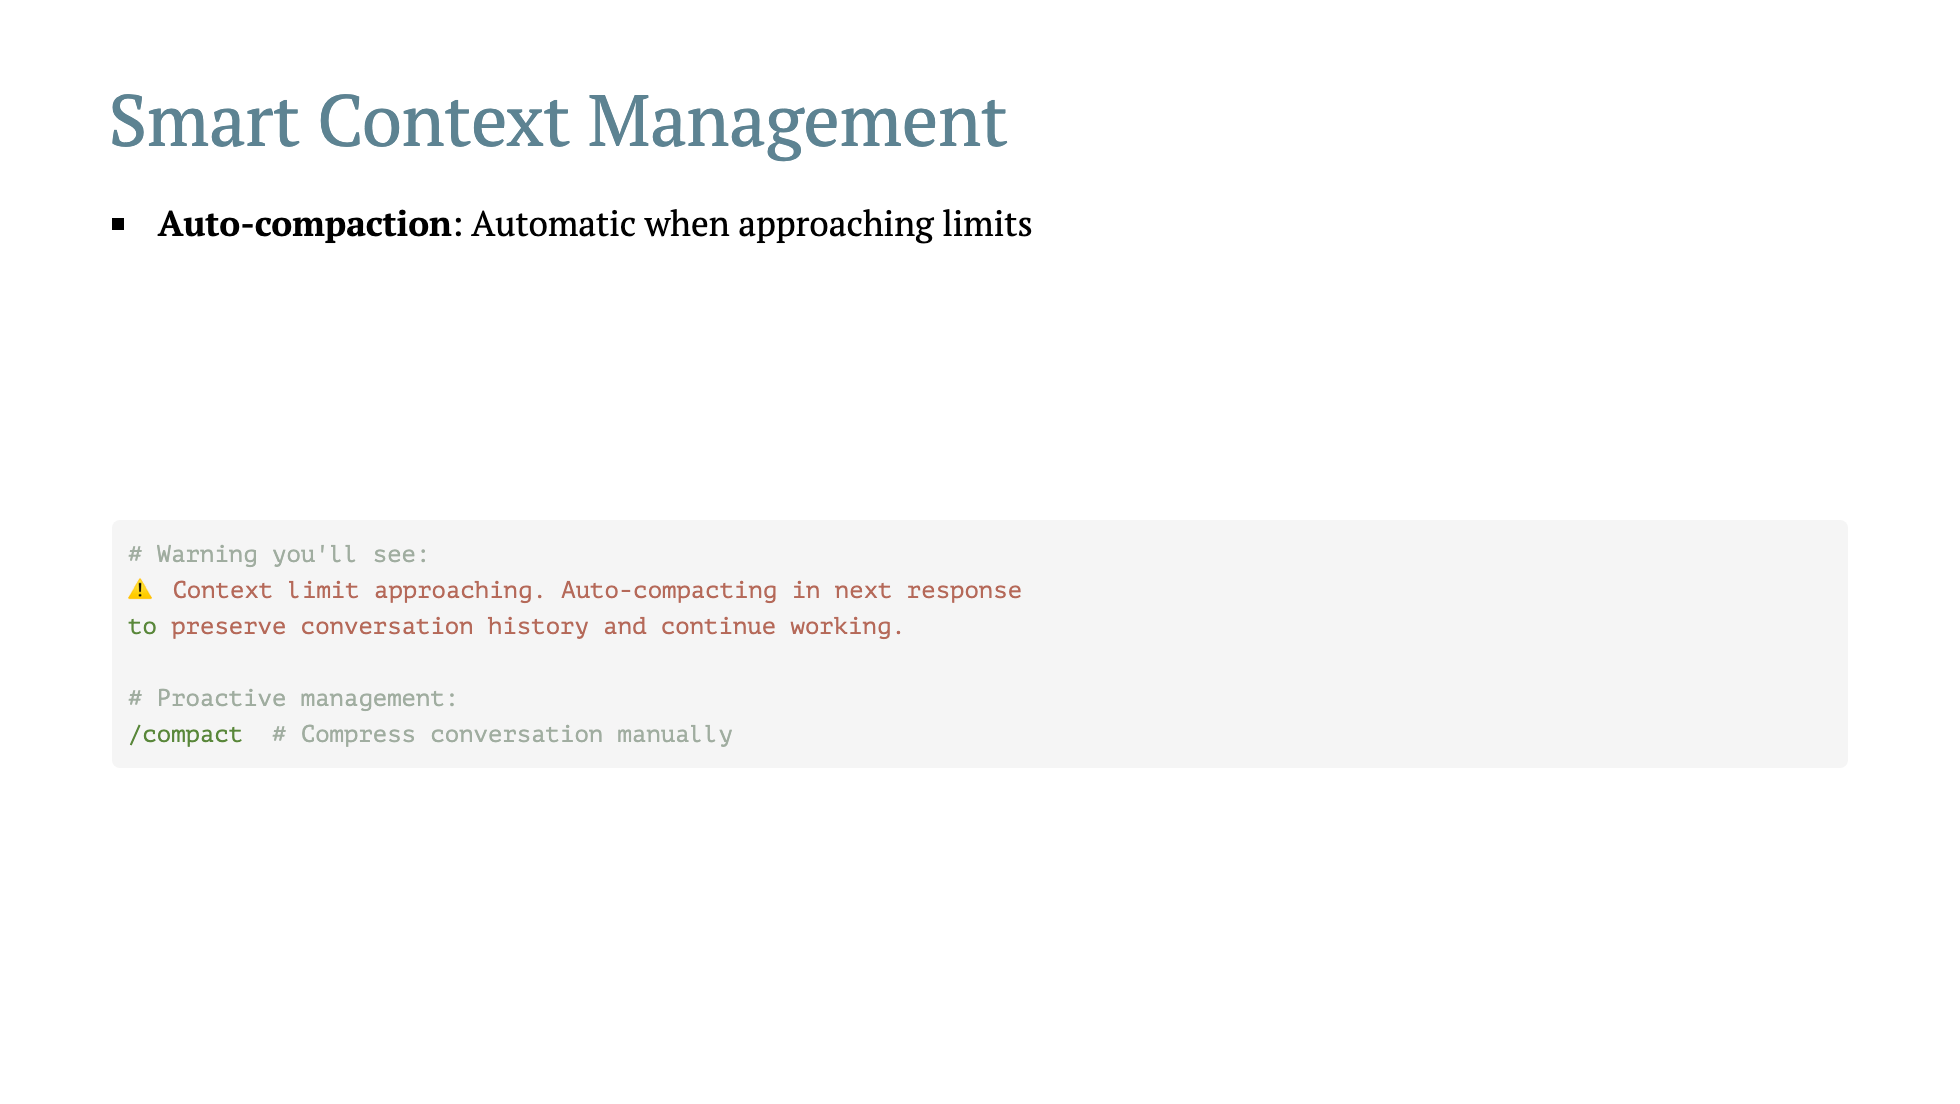 Smart Context Management
▪ Auto-compaction: Automatic when approaching limits
# Warning you'll see:
⚠️ Context limit approaching. Auto-compacting in next response
to preserve conversation history and continue working.
# Proactive management:
/compact  # Compress conversation manually